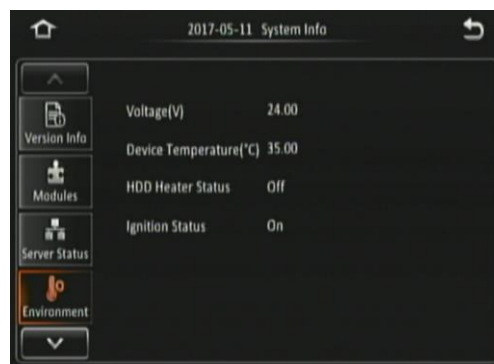 2017-05-11 System Info
Version Info
Modules
Server Status
Environment
Voltage(V) 24.00
Device Temperature(°C) 35.00
HDD Heater Status Off
Ignition Status On